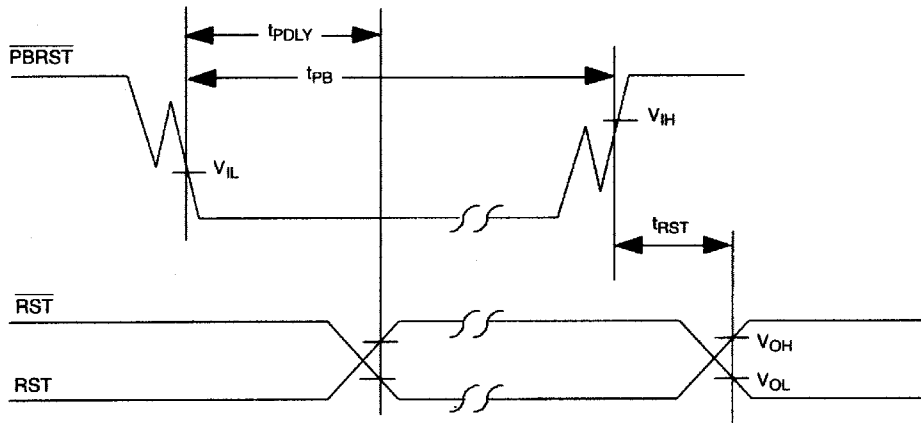 tPDLY
PBRST
tPB
VIH
VIL
tRST
RST
VOH
RST
VOL